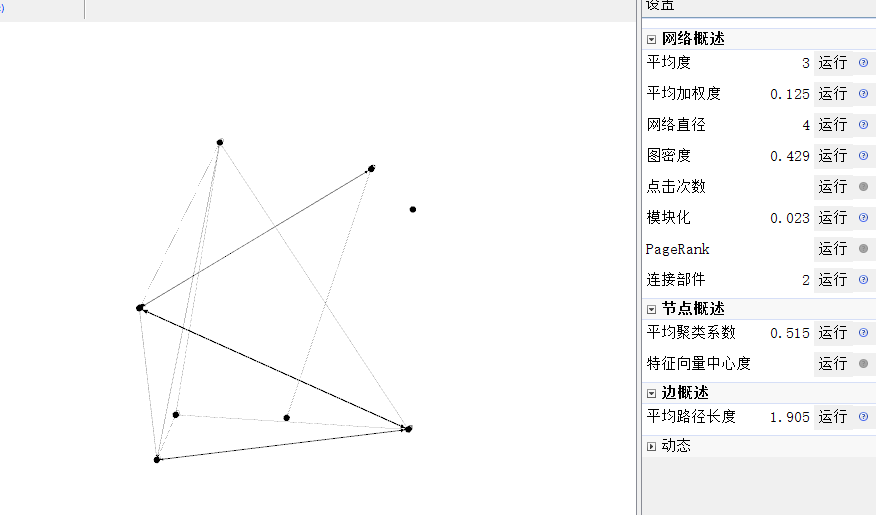 设置
网络概述
平均度 3 运行
平均加权度 0.125 运行
网络直径 4 运行
图密度 0.429 运行
点击次数 运行
模块化 0.023 运行
PageRank 运行
连接部件 2 运行
节点概述
平均聚类系数 0.515 运行
特征向量中心度 运行
边概述
平均路径长度 1.905 运行
动态